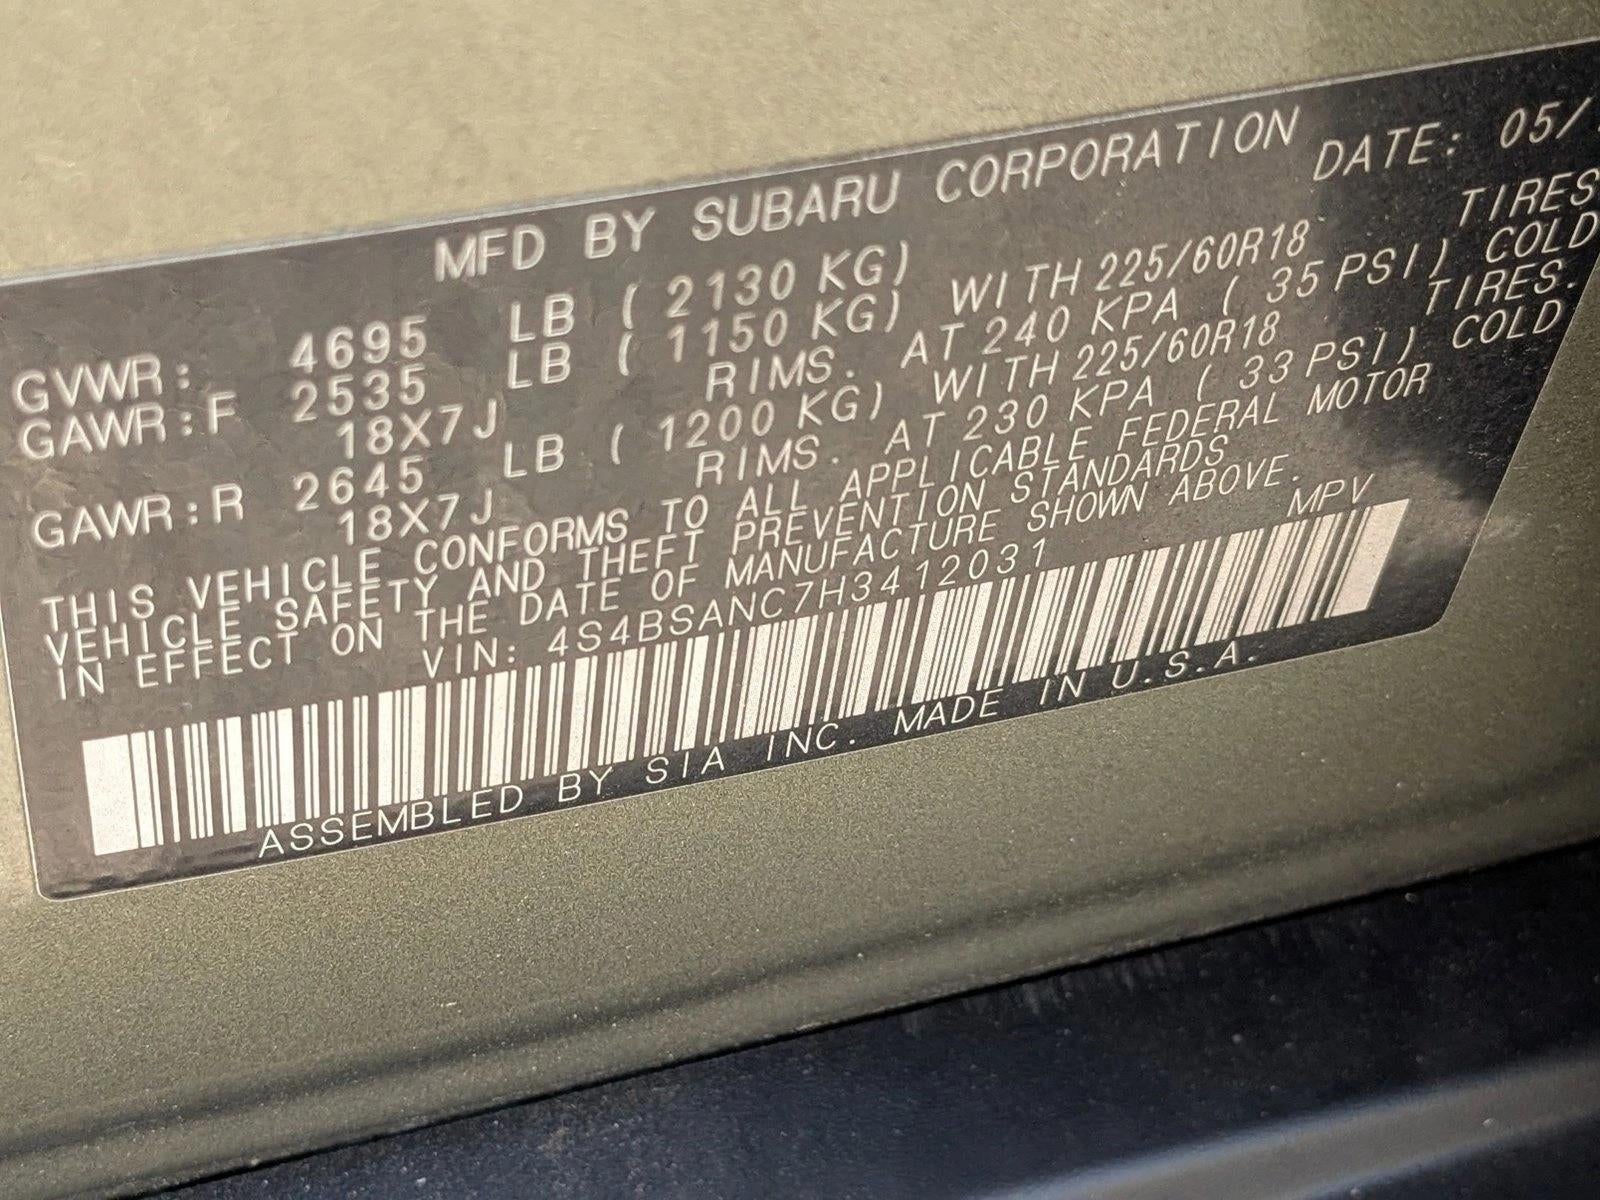 MFD BY SUBARU CORPORATION DATE: 05/
GVWR: 4695 LB ( 2130 KG)
GAWR:F 2535 LB ( 1150 KG) WITH 225/60R18 TIRES
18X7J RIMS. AT 240 KPA ( 35 PSI) COLD
GAWR:R 2645 LB ( 1200 KG) WITH 225/60R18 TIRES.
18X7J RIMS. AT 230 KPA ( 33 PSI) COLD
THIS VEHICLE CONFORMS TO ALL APPLICABLE FEDERAL MOTOR
VEHICLE SAFETY AND THEFT PREVENTION STANDARDS
IN EFFECT ON THE DATE OF MANUFACTURE SHOWN ABOVE.
VIN: 4S4BSANC7H3412031 MPV
ASSEMBLED BY SIA INC. MADE IN U.S.A.